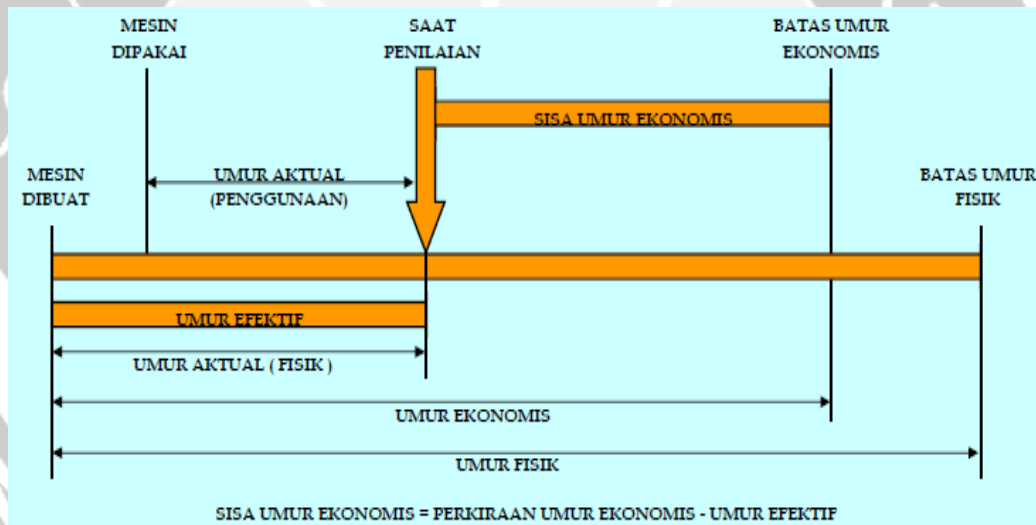 MESIN
DIPAKAI
SAAT
PENILAIAN
BATAS UMUR
EKONOMIS
SISA UMUR EKONOMIS
MESIN
DIBUAT
UMUR AKTUAL
(PENGGUNAAN)
BATAS UMUR
FISIK
UMUR EFEKTIF
UMUR AKTUAL ( FISIK )
UMUR EKONOMIS
UMUR FISIK
SISA UMUR EKONOMIS = PERKIRAAN UMUR EKONOMIS - UMUR EFEKTIF